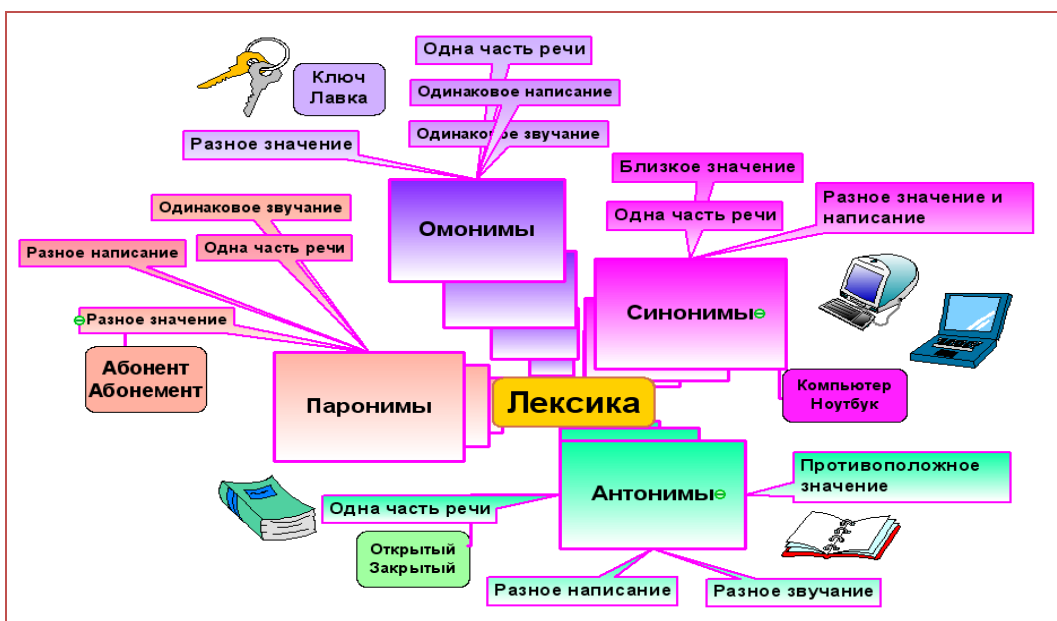 Одна часть речи
Ключ
Лавка
Одинаковое написание
Одинаковое звучание
Разное значение
Близкое значение
Разное значение и
написание
Одинаковое звучание
Одна часть речи
Омонимы
Разное написание
Одна часть речи
Синонимы
Разное значение
Абонент
Абонемент
Паронимы
Лексика
Компьютер
Ноутбук
Противоположное
значение
Антонимы
Одна часть речи
Открытый
Закрытый
Разное написание
Разное звучание